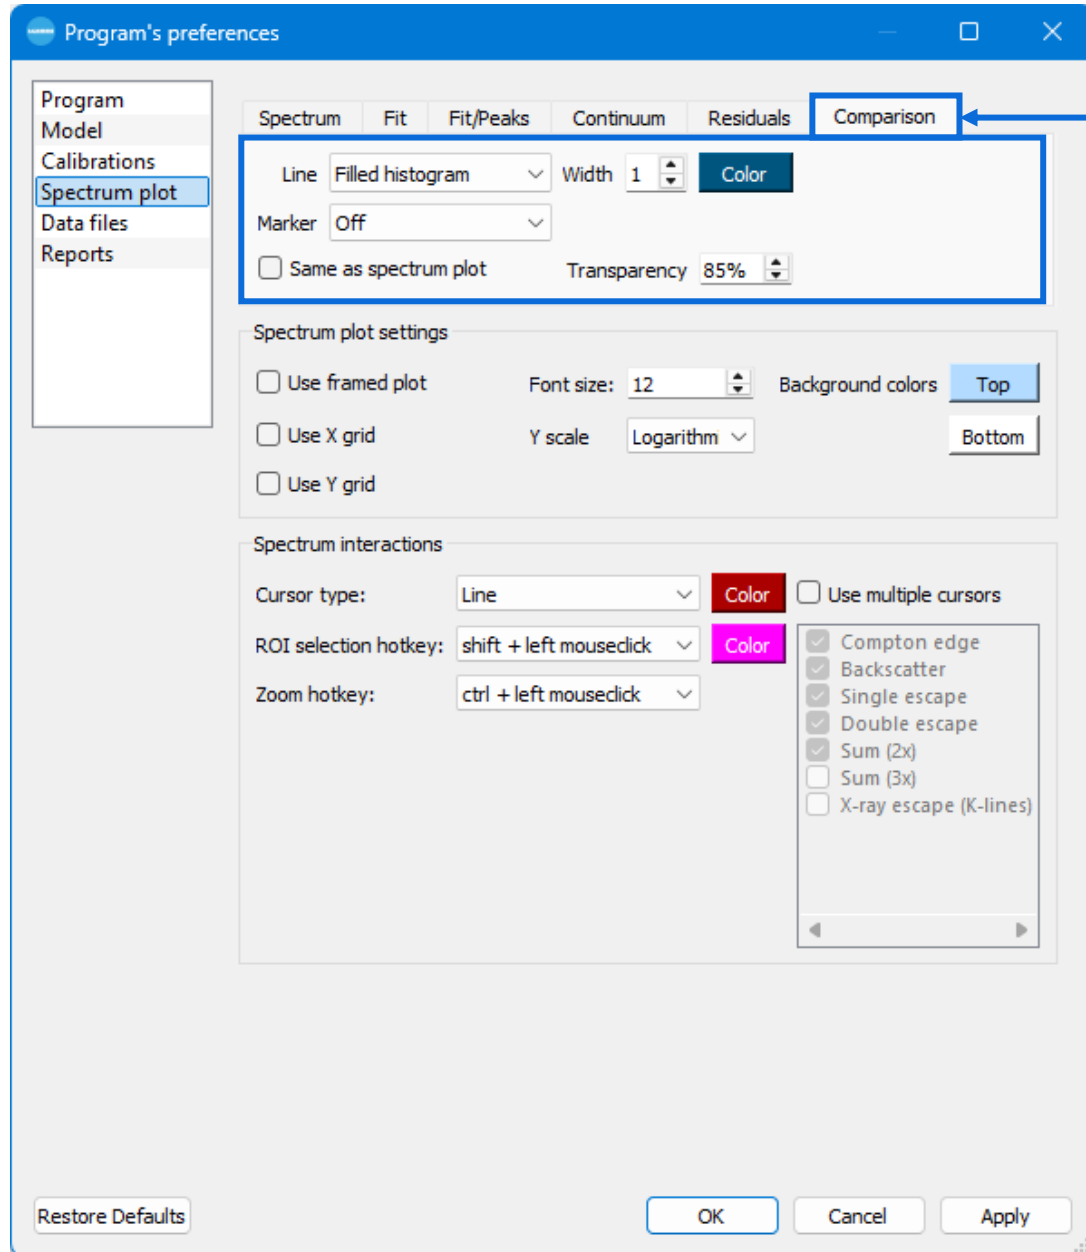 Program's preferences
Program
Model
Calibrations
Spectrum plot
Data files
Reports
Spectrum Fit Fit/Peaks Continuum Residuals Comparison
Line Filled histogram Width 1 Color
Marker Off
Same as spectrum plot Transparency 85%
Spectrum plot settings
Use framed plot Font size: 12 Background colors Top
Use X grid Y scale Logarithmi Bottom
Use Y grid
Spectrum interactions
Cursor type: Line Color Use multiple cursors
ROI selection hotkey: shift + left mouseclick Color
Zoom hotkey: ctrl + left mouseclick
Compton edge
Backscatter
Single escape
Double escape
Sum (2x)
Sum (3x)
X-ray escape (K-lines)
Restore Defaults OK Cancel Apply